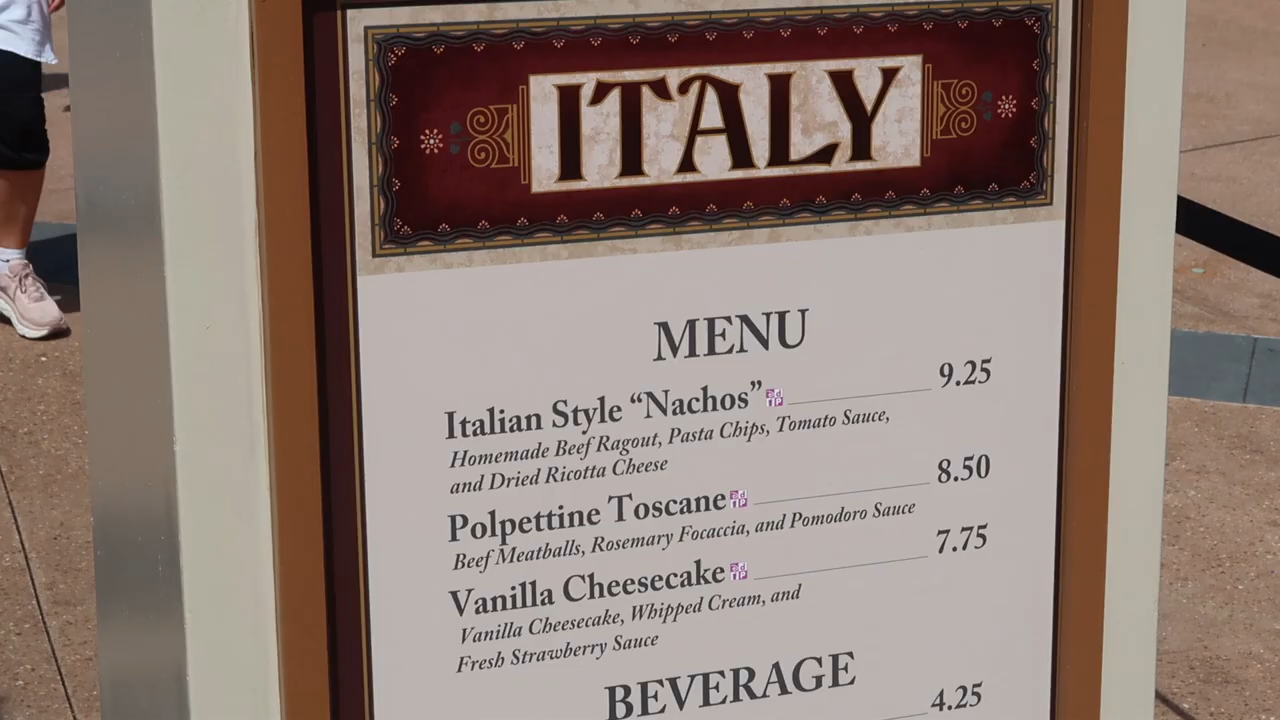 ITALY
MENU
Italian Style “Nachos” 9.25
Homemade Beef Ragout, Pasta Chips, Tomato Sauce,
and Dried Ricotta Cheese
Polpettine Toscane 8.50
Beef Meatballs, Rosemary Focaccia, and Pomodoro Sauce
Vanilla Cheesecake 7.75
Vanilla Cheesecake, Whipped Cream, and
Fresh Strawberry Sauce
BEVERAGE
4.25